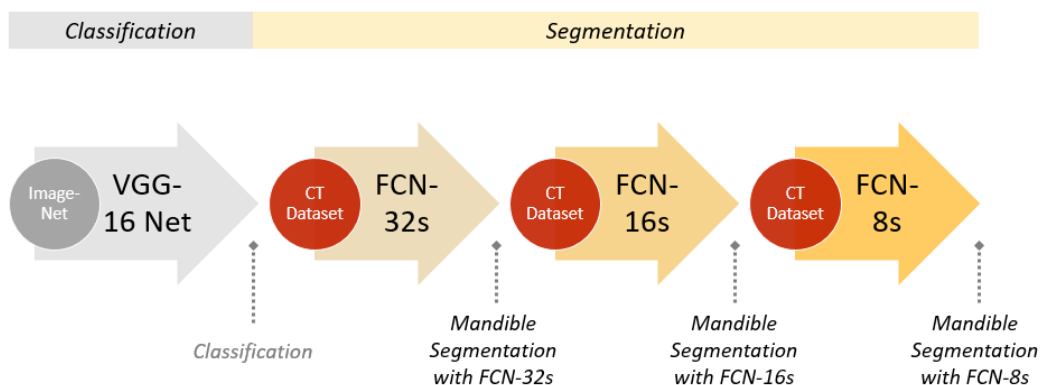 Classification
Segmentation
Image-
Net
VGG-
16 Net
CT
Dataset
FCN-
32s
CT
Dataset
FCN-
16s
CT
Dataset
FCN-
8s
Classification
Mandible
Segmentation
with FCN-32s
Mandible
Segmentation
with FCN-16s
Mandible
Segmentation
with FCN-8s